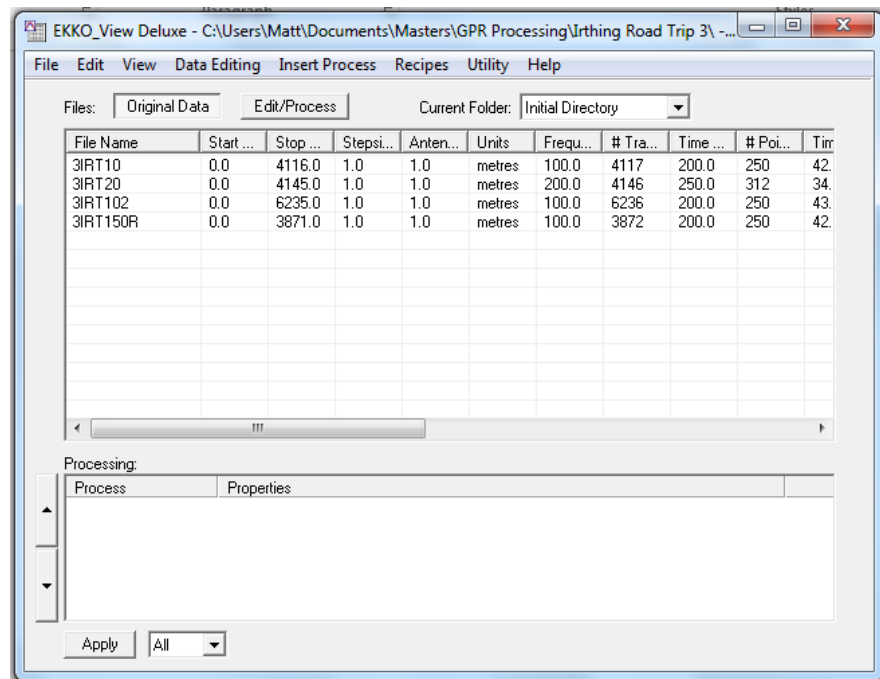 EKKO_View Deluxe - C:\Users\Matt\Documents\Masters\GPR Processing\Irthing Road Trip 3\ -...
File Edit View Data Editing Insert Process Recipes Utility Help
Files: Original Data Edit/Process Current Folder: Initial Directory
File Name Start ... Stop ... Stepsi... Anten... Units Frequ... # Tra... Time ... # Poi... Tim
3IRT10 0.0 4116.0 1.0 1.0 metres 100.0 4117 200.0 250 42.
3IRT20 0.0 4145.0 1.0 1.0 metres 200.0 4146 250.0 312 34.
3IRT102 0.0 6235.0 1.0 1.0 metres 100.0 6236 200.0 250 43.
3IRT150R 0.0 3871.0 1.0 1.0 metres 100.0 3872 200.0 250 42.
Processing:
Process Properties
Apply All